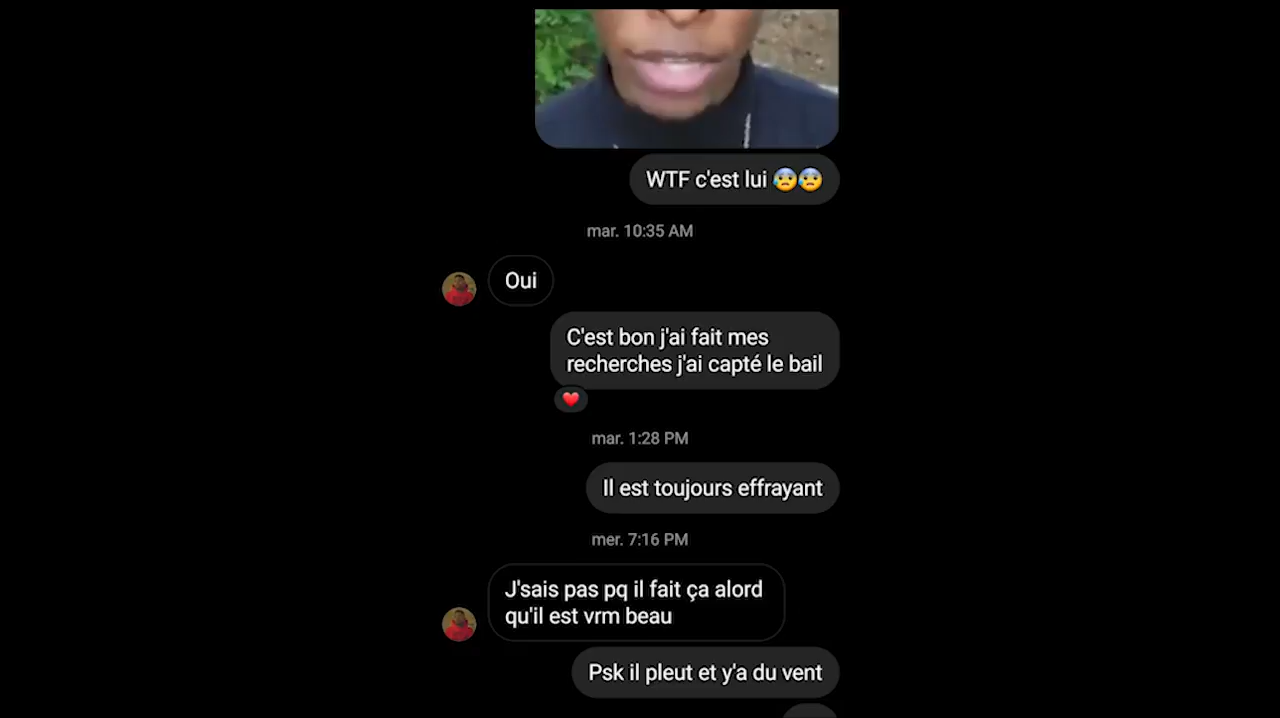 WTF c'est lui 😰😰
mar. 10:35 AM
Oui
C'est bon j'ai fait mes
recherches j'ai capté le bail
mar. 1:28 PM
Il est toujours effrayant
mer. 7:16 PM
J'sais pas pq il fait ça alord
qu'il est vrm beau
Psk il pleut et y'a du vent